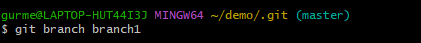 gurme@LAPTOP-HUT44I3J MINGW64 ~/demo/.git (master)
$ git branch branch1